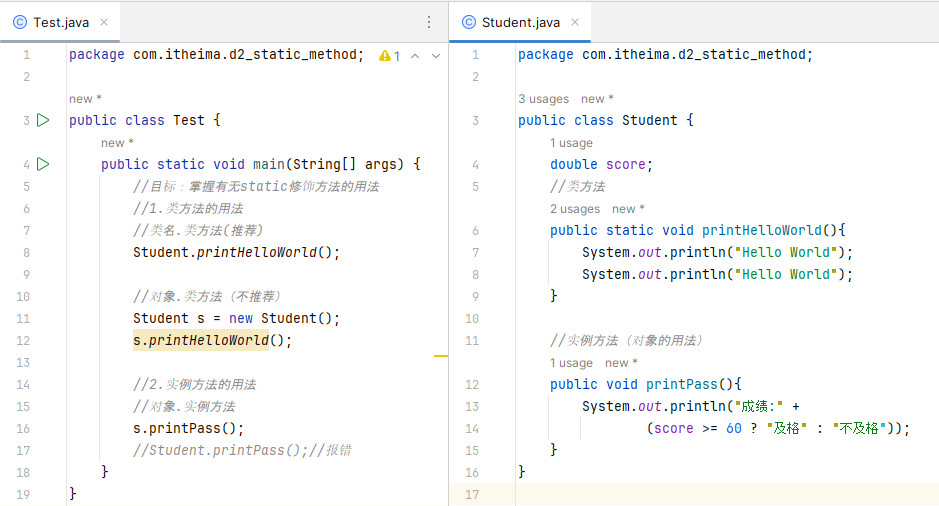 Test.java
package com.itheima.d2_static_method;
1
1
2
new *
3
public class Test {
new *
4
public static void main(String[] args) {
5
//目标：掌握有无static修饰方法的用法
6
//1.类方法的用法
7
//类名.类方法(推荐)
8
Student.printHelloWorld();
9
10
//对象.类方法（不推荐）
11
Student s = new Student();
12
s.printHelloWorld();
13
14
//2.实例方法的用法
15
//对象.实例方法
16
s.printPass();
17
//Student.printPass();//报错
18
}
19
}
Student.java
1
package com.itheima.d2_static_method;
2
3 usages new *
3
public class Student {
1 usage
4
double score;
5
//类方法
2 usages new *
6
public static void printHelloWorld(){
7
System.out.println("Hello World");
8
System.out.println("Hello World");
9
}
10
11
//实例方法（对象的用法）
1 usage new *
12
public void printPass(){
13
System.out.println("成绩:" +
14
(score >= 60 ? "及格" : "不及格"));
15
}
16
}
17